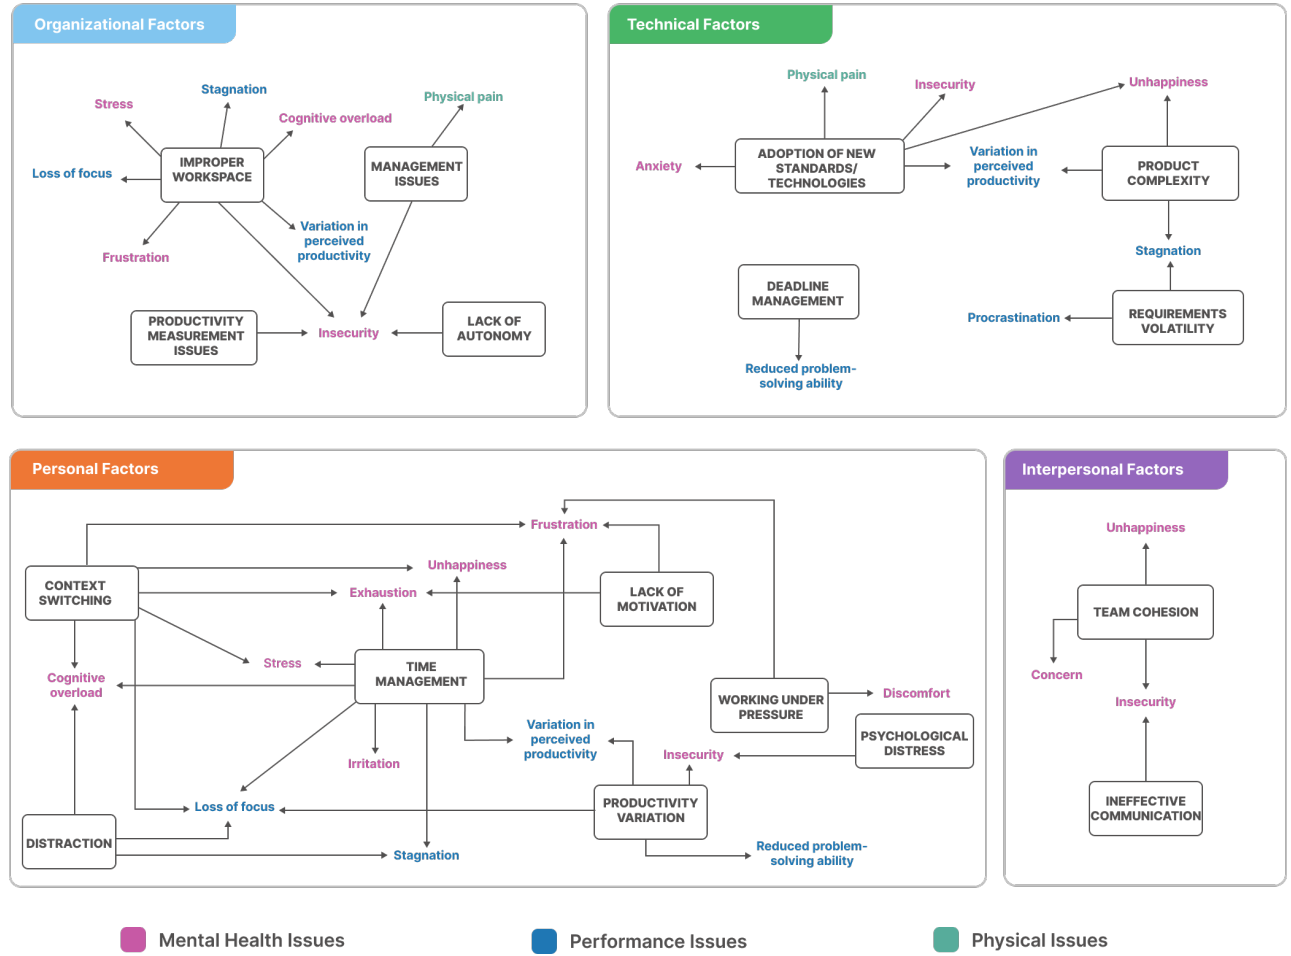 Organizational Factors
Stress
Stagnation
Cognitive overload
Physical pain
Loss of focus
IMPROPER
WORKSPACE
MANAGEMENT
ISSUES
Frustration
Variation in
perceived
productivity
PRODUCTIVITY
MEASUREMENT
ISSUES
Insecurity
LACK OF
AUTONOMY
Technical Factors
Physical pain
Insecurity
Unhappiness
Anxiety
ADOPTION OF NEW
STANDARDS/
TECHNOLOGIES
Variation in
perceived
productivity
PRODUCT
COMPLEXITY
Stagnation
DEADLINE
MANAGEMENT
Procrastination
REQUIREMENTS
VOLATILITY
Reduced problem-
solving ability
Personal Factors
Frustration
Unhappiness
Exhaustion
CONTEXT
SWITCHING
LACK OF
MOTIVATION
Stress
TIME
MANAGEMENT
Cognitive
overload
WORKING UNDER
PRESSURE
Discomfort
PSYCHOLOGICAL
DISTRESS
Variation in
perceived
productivity
Insecurity
Irritation
Loss of focus
PRODUCTIVITY
VARIATION
DISTRACTION
Stagnation
Reduced problem-
solving ability
Interpersonal Factors
Unhappiness
TEAM COHESION
Concern
Insecurity
INEFFECTIVE
COMMUNICATION
Mental Health Issues
Performance Issues
Physical Issues